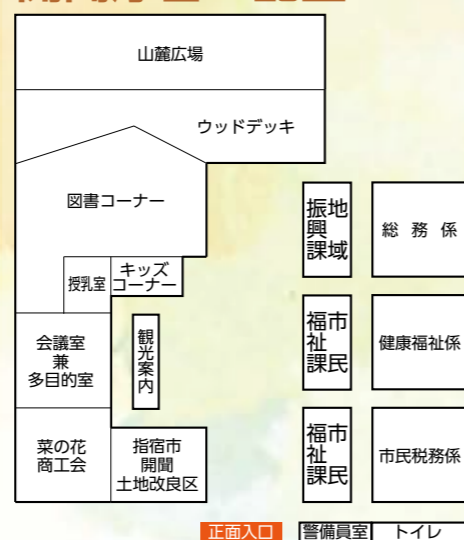 山麓広場
ウッドデッキ
図書コーナー
授乳室
キッズ
コーナー
会議室
兼
多目的室
観光案内
菜の花
商工会
指宿市
開聞
土地改良区
地域
振興課
総務係
市民
福祉課
健康福祉係
市民
福祉課
市民税務係
正面入口
警備員室
トイレ